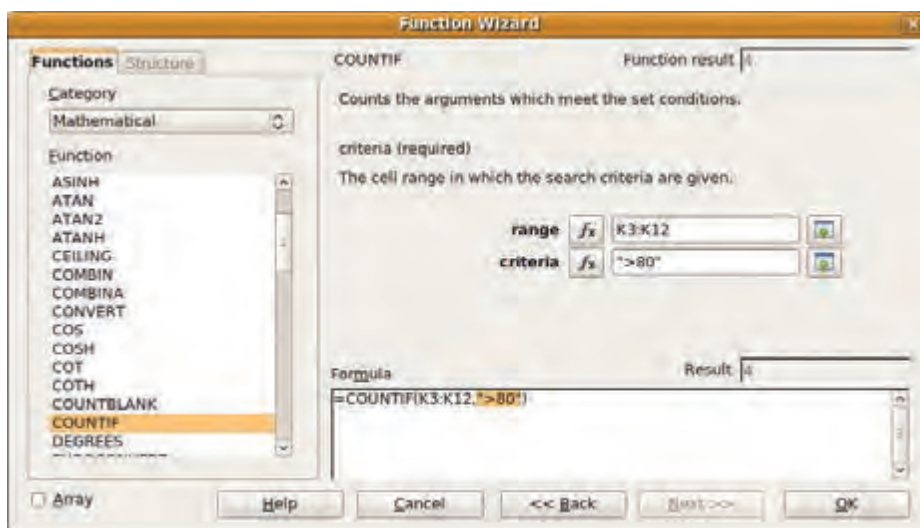 Function Wizard
Functions Structure
Category
Mathematical
Function
ASINH
ATAN
ATAN2
ATANH
CEILING
COMBIN
COMBINA
CONVERT
COS
COSH
COT
COTH
COUNTBLANK
COUNTIF
DEGREES
COUNTIF Function result 4
Counts the arguments which meet the set conditions.
criteria (required)
The cell range in which the search criteria are given.
range fx K3:K12
criteria fx ">80"
Formula Result 4
=COUNTIF(K3:K12,">80")
Array Help Cancel << Back Next >> OK